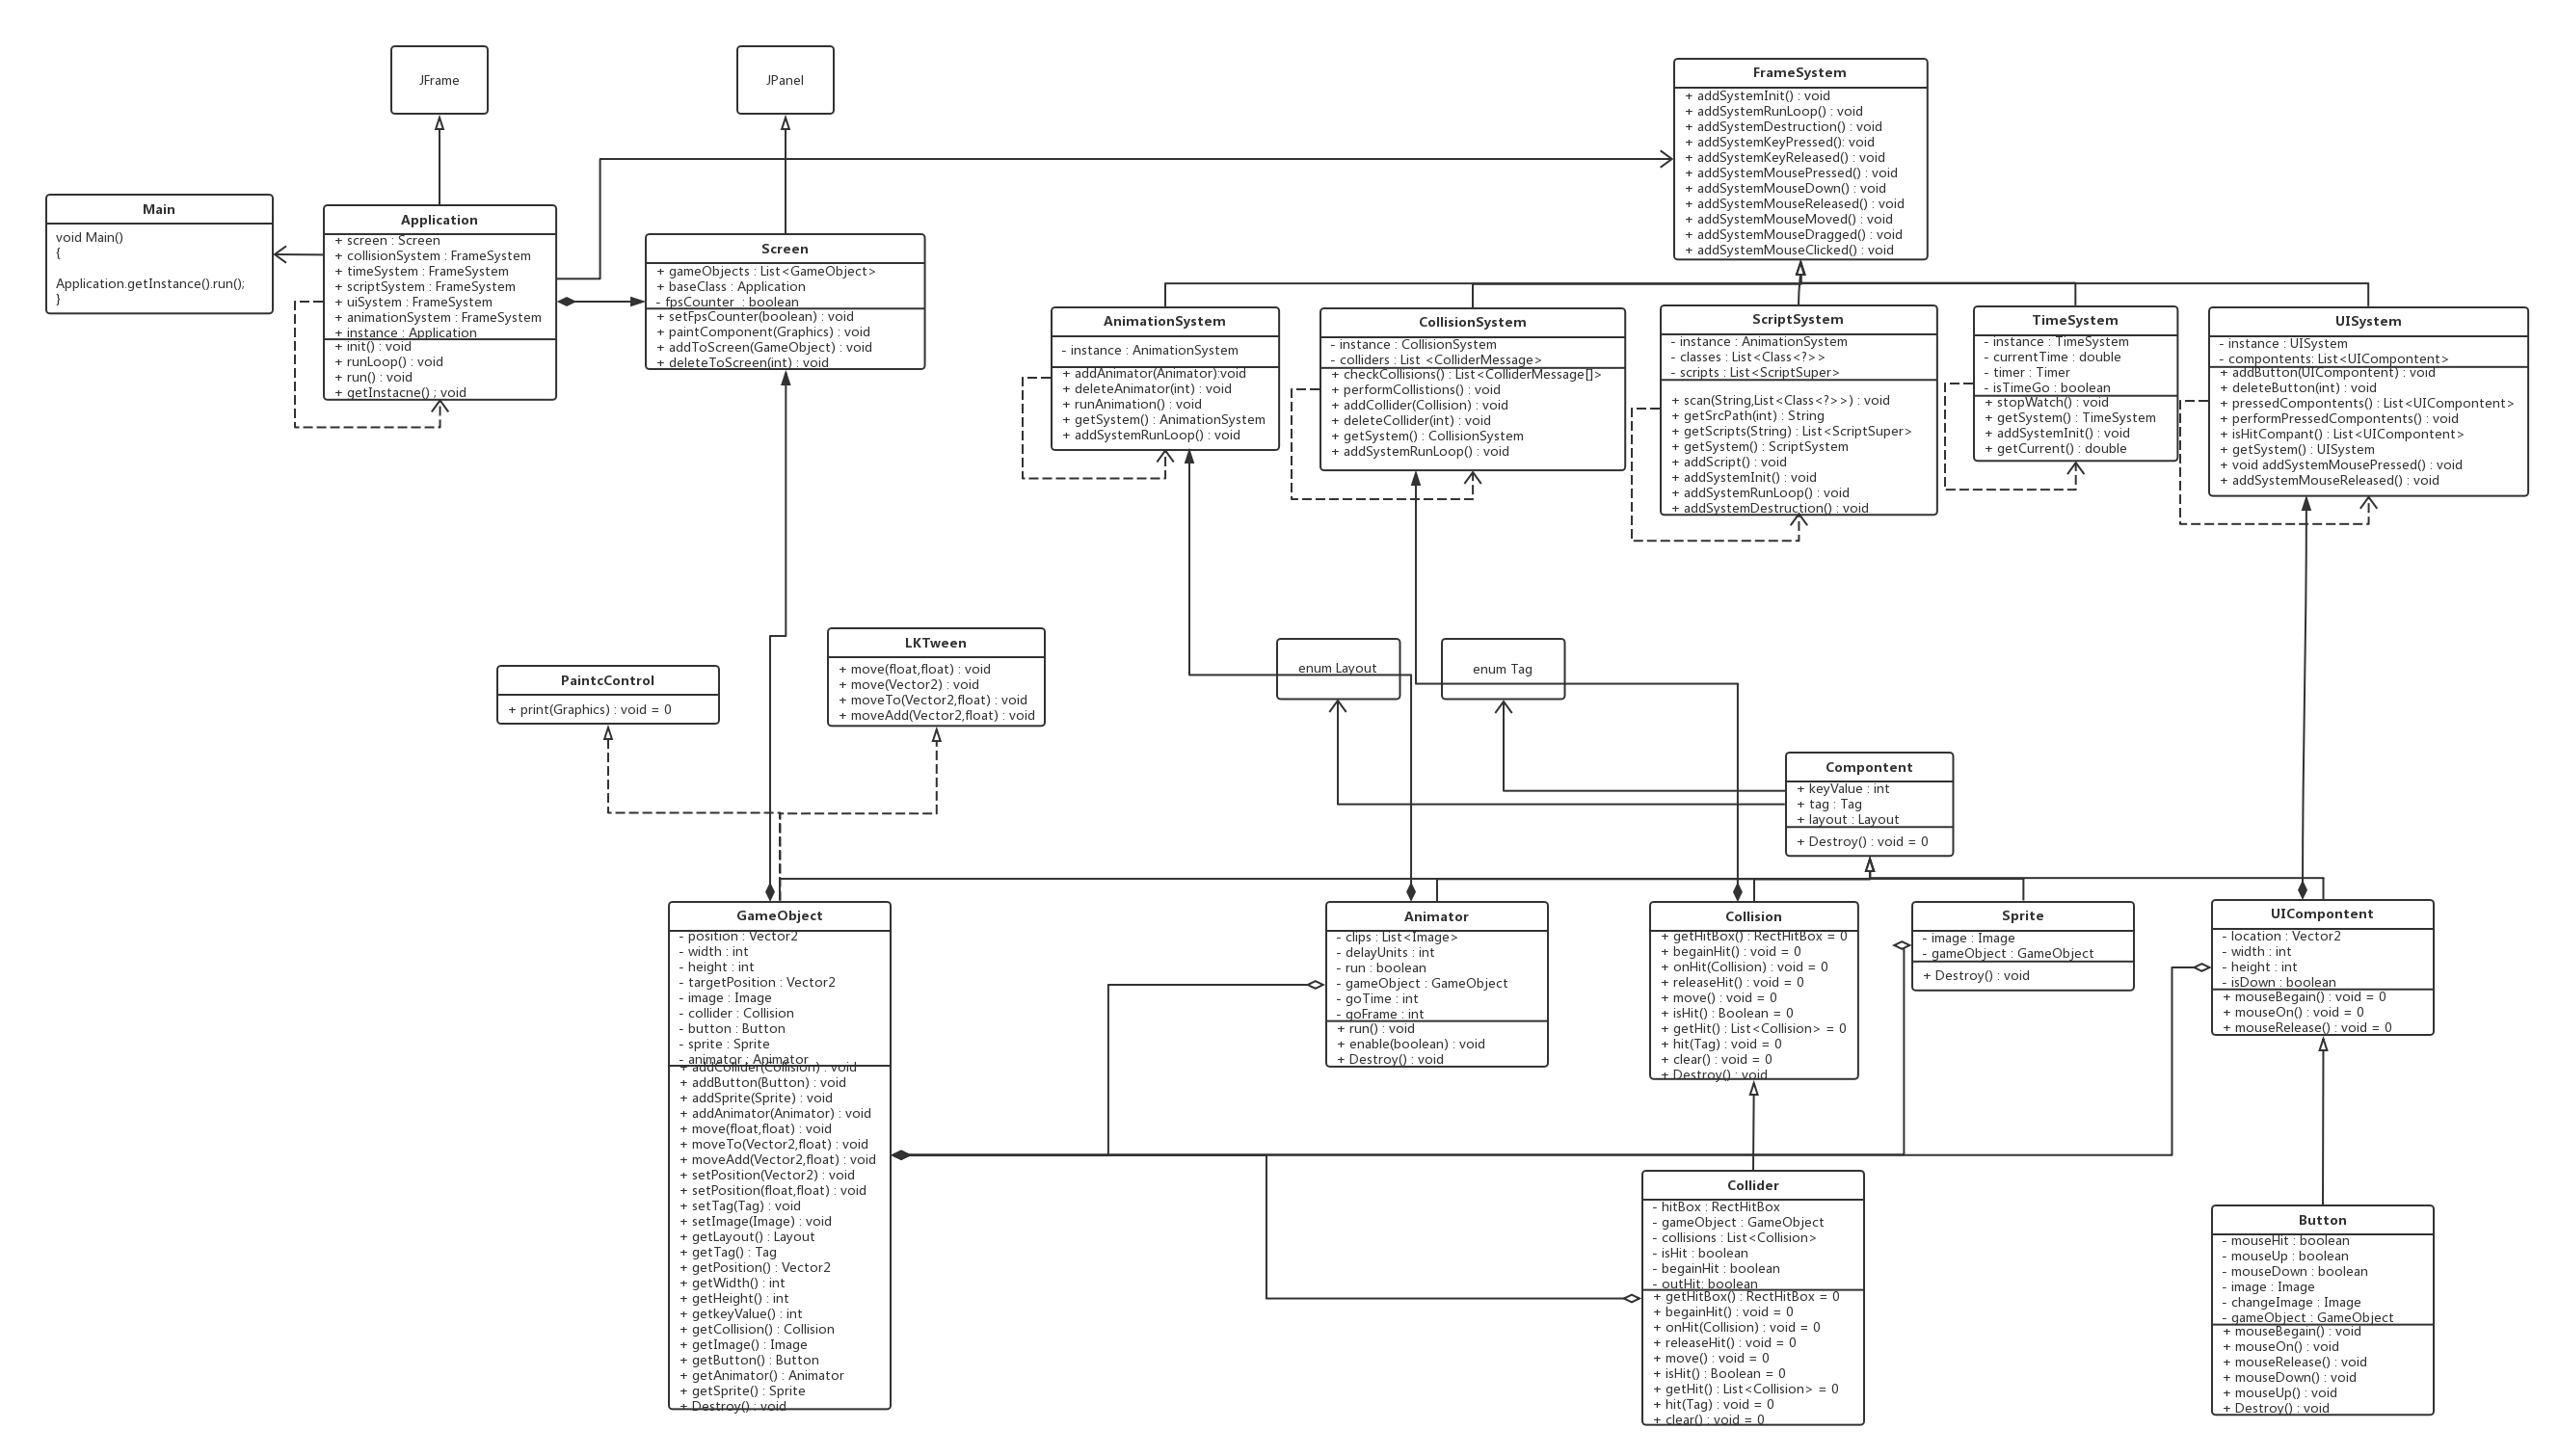 JFrame
JPanel
FrameSystem
+ addSystemInit() : void
+ addSystemRunLoop() : void
+ addSystemDestruction() : void
+ addSystemKeyPressed(): void
+ addSystemKeyReleased() : void
+ addSystemMousePressed() : void
+ addSystemMouseDown() : void
+ addSystemMouseReleased() : void
+ addSystemMouseMoved() : void
+ addSystemMouseDragged() : void
+ addSystemMouseClicked() : void
Main
void Main()
{
Application.getInstance().run();
}
Application
+ screen : Screen
+ collisionSystem : FrameSystem
+ timeSystem : FrameSystem
+ scriptSystem : FrameSystem
+ uiSystem : FrameSystem
+ animationSystem : FrameSystem
+ instance : Application
+ init() : void
+ runLoop() : void
+ run() : void
+ getInstacne() ; void
Screen
+ gameObjects : List<GameObject>
+ baseClass : Application
- fpsCounter : boolean
+ setFpsCounter(boolean) : void
+ paintComponent(Graphics) : void
+ addToScreen(GameObject) : void
+ deleteToScreen(int) : void
AnimationSystem
- instance : AnimationSystem
+ addAnimator(Animator):void
+ deleteAnimator(int) : void
+ runAnimation() : void
+ getSystem() : AnimationSystem
+ addSystemRunLoop() : void
CollisionSystem
- instance : CollisionSystem
- colliders : List <ColliderMessage>
+ checkCollisions() : List<ColliderMessage[]>
+ performCollistions() : void
+ addCollider(Collision) : void
+ deleteCollider(int) : void
+ getSystem() : CollisionSystem
+ addSystemRunLoop() : void
ScriptSystem
- instance : AnimationSystem
- classes : List<Class<?>>
- scripts : List<ScriptSuper>
+ scan(String,List<Class<?>>) : void
+ getSrcPath(int) : String
+ getScripts(String) : List<ScriptSuper>
+ getSystem() : ScriptSystem
+ addScript() : void
+ addSystemInit() : void
+ addSystemRunLoop() : void
+ addSystemDestruction() : void
TimeSystem
- instance : TimeSystem
- currentTime : double
- timer : Timer
- isTimeGo : boolean
+ stopWatch() : void
+ getSystem() : TimeSystem
+ addSystemInit() : void
+ getCurrent() : double
UISystem
- instance : UISystem
- compontents: List<UICompontent>
+ addButton(UICompontent) : void
+ deleteButton(int) : void
+ pressedCompontents() : List<UICompontent>
+ performPressedCompontents() : void
+ isHitCompant() : List<UICompontent>
+ getSystem() : UISystem
+ void addSystemMousePressed() : void
+ addSystemMouseReleased() : void
PaintcControl
+ print(Graphics) : void = 0
LKTween
+ move(float,float) : void
+ move(Vector2) : void
+ moveTo(Vector2,float) : void
+ moveAdd(Vector2,float) : void
enum Layout
enum Tag
Compontent
+ keyValue : int
+ tag : Tag
+ layout : Layout
+ Destroy() : void = 0
GameObject
- position : Vector2
- width : int
- height : int
- targetPosition : Vector2
- image : Image
- collider : Collision
- button : Button
- sprite : Sprite
- animator : Animator
+ addCollider(Collision) : void
+ addButton(Button) : void
+ addSprite(Sprite) : void
+ addAnimator(Animator) : void
+ move(float,float) : void
+ moveTo(Vector2,float) : void
+ moveAdd(Vector2,float) : void
+ setPosition(Vector2) : void
+ setPosition(float,float) : void
+ setTag(Tag) : void
+ setImage(Image) : void
+ getLayout() : Layout
+ getTag() : Tag
+ getPosition() : Vector2
+ getWidth() : int
+ getHeight() : int
+ getkeyValue() : int
+ getCollision() : Collision
+ getImage() : Image
+ getButton() : Button
+ getAnimator() : Animator
+ getSprite() : Sprite
+ Destroy() : void
Animator
- clips : List<Image>
- delayUnits : int
- run : boolean
- gameObject : GameObject
- goTime : int
- goFrame : int
+ run() : void
+ enable(boolean) : void
+ Destroy() : void
Collision
+ getHitBox() : RectHitBox = 0
+ begainHit() : void = 0
+ onHit(Collision) : void = 0
+ releaseHit() : void = 0
+ move() : void = 0
+ isHit() : Boolean = 0
+ getHit() : List<Collision> = 0
+ hit(Tag) : void = 0
+ clear() : void = 0
+ Destroy() : void
Sprite
- image : Image
- gameObject : GameObject
+ Destroy() : void
UICompontent
- location : Vector2
- width : int
- height : int
- isDown : boolean
+ mouseBegain() : void = 0
+ mouseOn() : void = 0
+ mouseRelease() : void = 0
Collider
- hitBox : RectHitBox
- gameObject : GameObject
- collisions : List<Collision>
- isHit : boolean
- begainHit : boolean
- outHit: boolean
+ getHitBox() : RectHitBox = 0
+ begainHit() : void = 0
+ onHit(Collision) : void = 0
+ releaseHit() : void = 0
+ move() : void = 0
+ isHit() : Boolean = 0
+ getHit() : List<Collision> = 0
+ hit(Tag) : void = 0
+ clear() : void = 0
Button
- mouseHit : boolean
- mouseUp : boolean
- mouseDown : boolean
- image : Image
- changeImage : Image
- gameObject : GameObject
+ mouseBegain() : void
+ mouseOn() : void
+ mouseRelease() : void
+ mouseDown() : void
+ mouseUp() : void
+ Destroy() : void